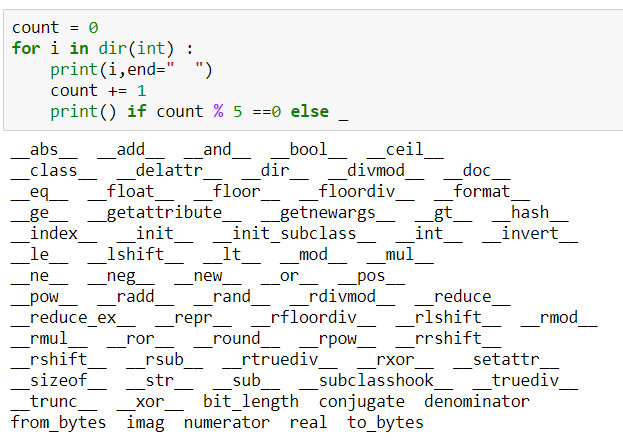 count = 0
for i in dir(int) :
    print(i,end="  ")
    count += 1
    print() if count % 5 ==0 else _
__abs__  __add__  __and__  __bool__  __ceil__
__class__  __delattr__  __dir__  __divmod__  __doc__
__eq__  __float__  __floor__  __floordiv__  __format__
__ge__  __getattribute__  __getnewargs__  __gt__  __hash__
__index__  __init__  __init_subclass__  __int__  __invert__
__le__  __lshift__  __lt__  __mod__  __mul__
__ne__  __neg__  __new__  __or__  __pos__
__pow__  __radd__  __rand__  __rdivmod__  __reduce__
__reduce_ex__  __repr__  __rfloordiv__  __rlshift__  __rmod__
__rmul__  __ror__  __round__  __rpow__  __rrshift__
__rshift__  __rsub__  __rtruediv__  __rxor__  __setattr__
__sizeof__  __str__  __sub__  __subclasshook__  __truediv__
__trunc__  __xor__  bit_length  conjugate  denominator
from_bytes  imag  numerator  real  to_bytes